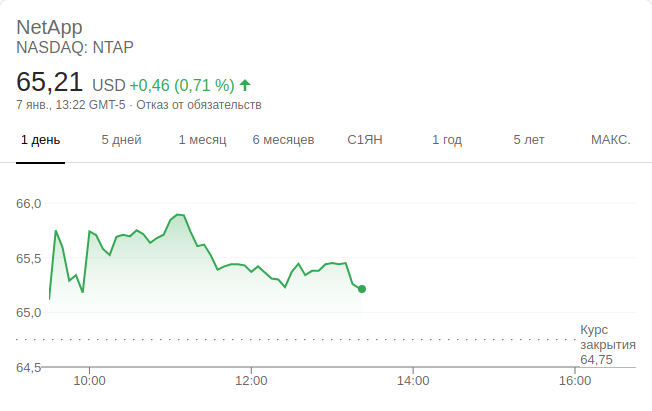 NetApp
NASDAQ: NTAP
65,21 USD +0,46 (0,71 %)
7 янв., 13:22 GMT-5 · Отказ от обязательств
1 день 5 дней 1 месяц 6 месяцев С1ЯН 1 год 5 лет МАКС.
66,0
65,5
65,0
Курс
закрытия
64,75
64,5
10:00 12:00 14:00 16:00